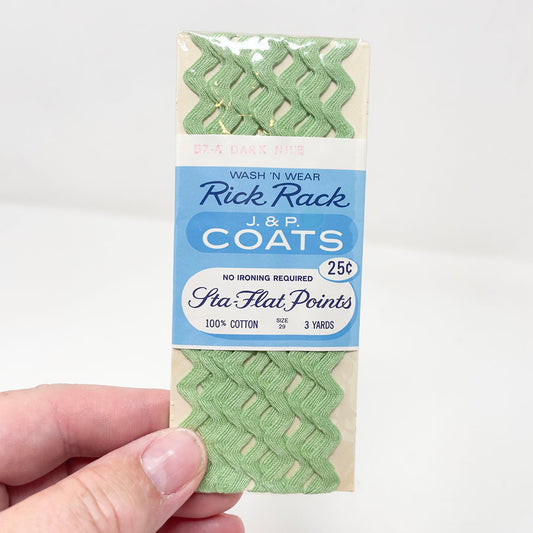 57-A DARK NILE
WASH 'N WEAR
Rick Rack
J. & P.
COATS
25¢
NO IRONING REQUIRED
Sta-Flat Points
100% COTTON SIZE 29 3 YARDS